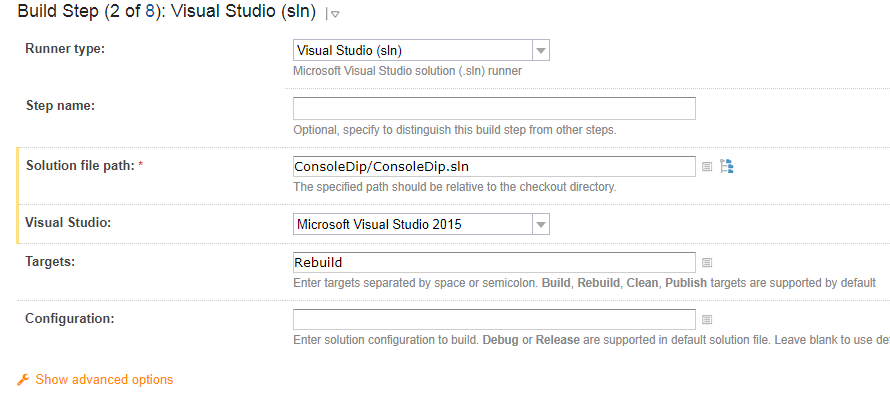 Build Step (2 of 8): Visual Studio (sln)
Runner type:
Visual Studio (sln)
Microsoft Visual Studio solution (.sln) runner
Step name:
Optional, specify to distinguish this build step from other steps.
Solution file path: *
ConsoleDip/ConsoleDip.sln
The specified path should be relative to the checkout directory.
Visual Studio:
Microsoft Visual Studio 2015
Targets:
Rebuild
Enter targets separated by space or semicolon. Build, Rebuild, Clean, Publish targets are supported by default
Configuration:
Enter solution configuration to build. Debug or Release are supported in default solution file. Leave blank to use de
Show advanced options